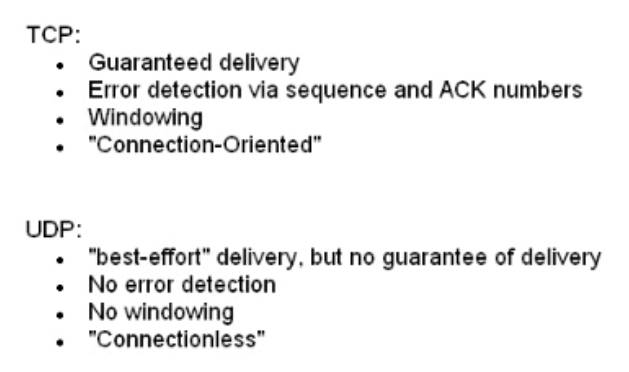 TCP:
• Guaranteed delivery
• Error detection via sequence and ACK numbers
• Windowing
• "Connection-Oriented"
UDP:
• "best-effort" delivery, but no guarantee of delivery
• No error detection
• No windowing
• "Connectionless"